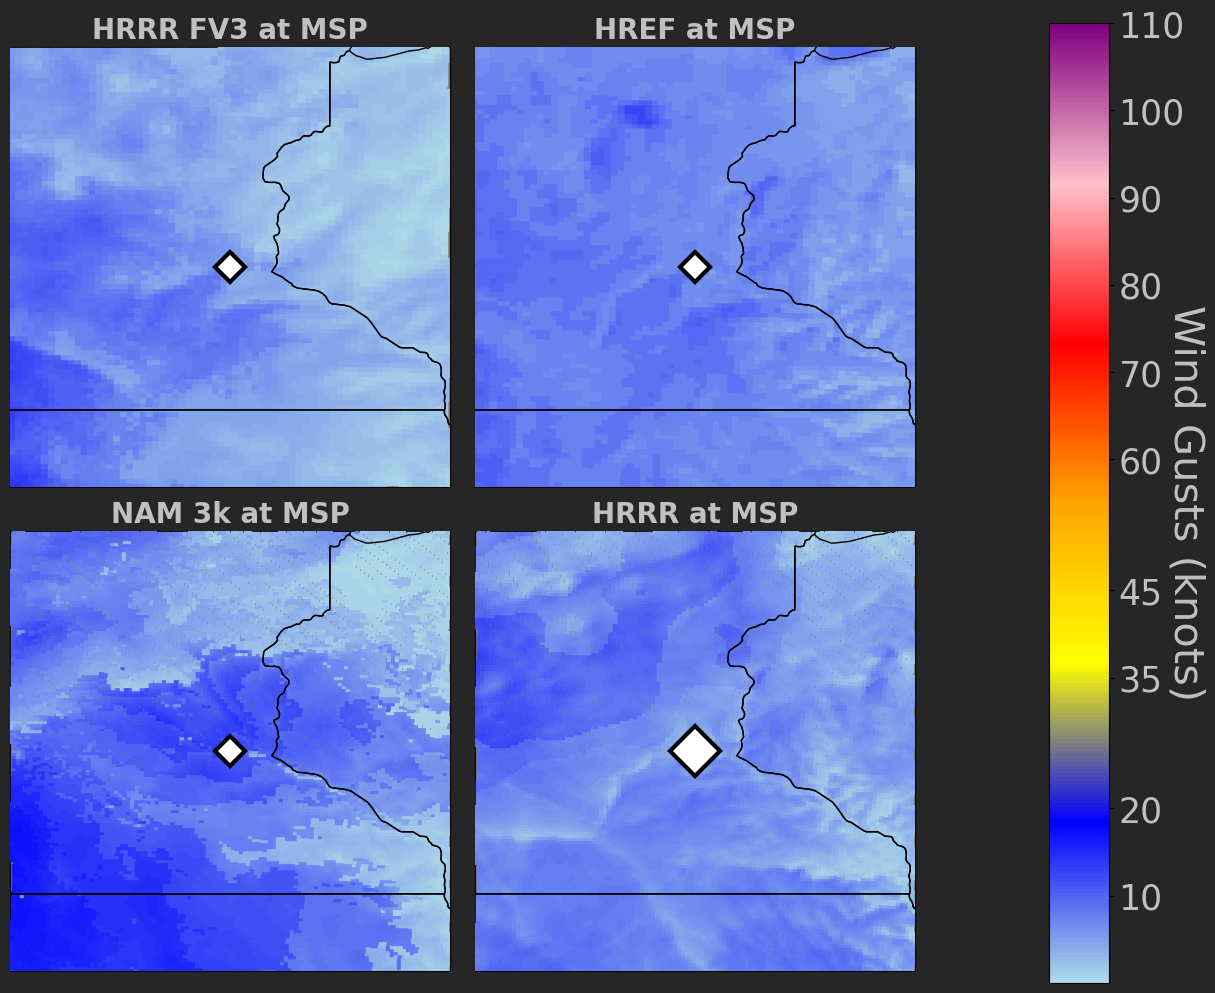 HRRR FV3 at MSP
HREF at MSP
NAM 3k at MSP
HRRR at MSP
110
100
90
80
70
60
45
35
20
10
Wind Gusts (knots)